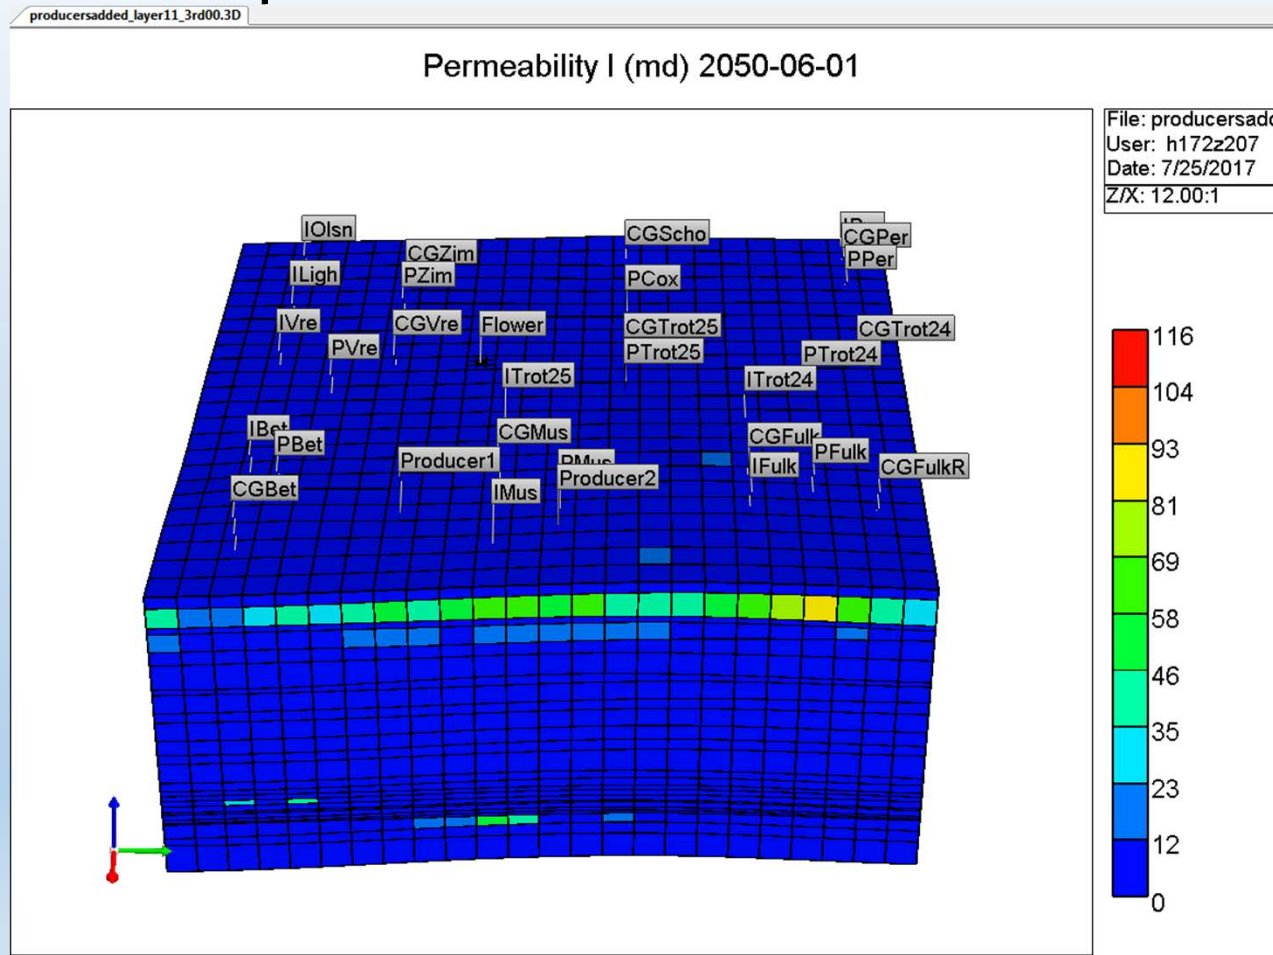 producersadded_layer11_3rd00.3D
Permeability I (md) 2050-06-01
File: producersadd
User: h172z207
Date: 7/25/2017
Z/X: 12.00:1
IOlsn
CGScho
CGPer
CGZim
PPer
ILigh
PZim
PCox
IVre
CGVre
Flower
CGTrot25
CGTrot24
PVre
PTrot25
PTrot24
ITrot25
ITrot24
IBet
PBet
CGMus
CGFulk
PFulk
Producer1
PMus
IFulk
CGFulkR
CGBet
IMus
Producer2
116
104
93
81
69
58
46
35
23
12
0